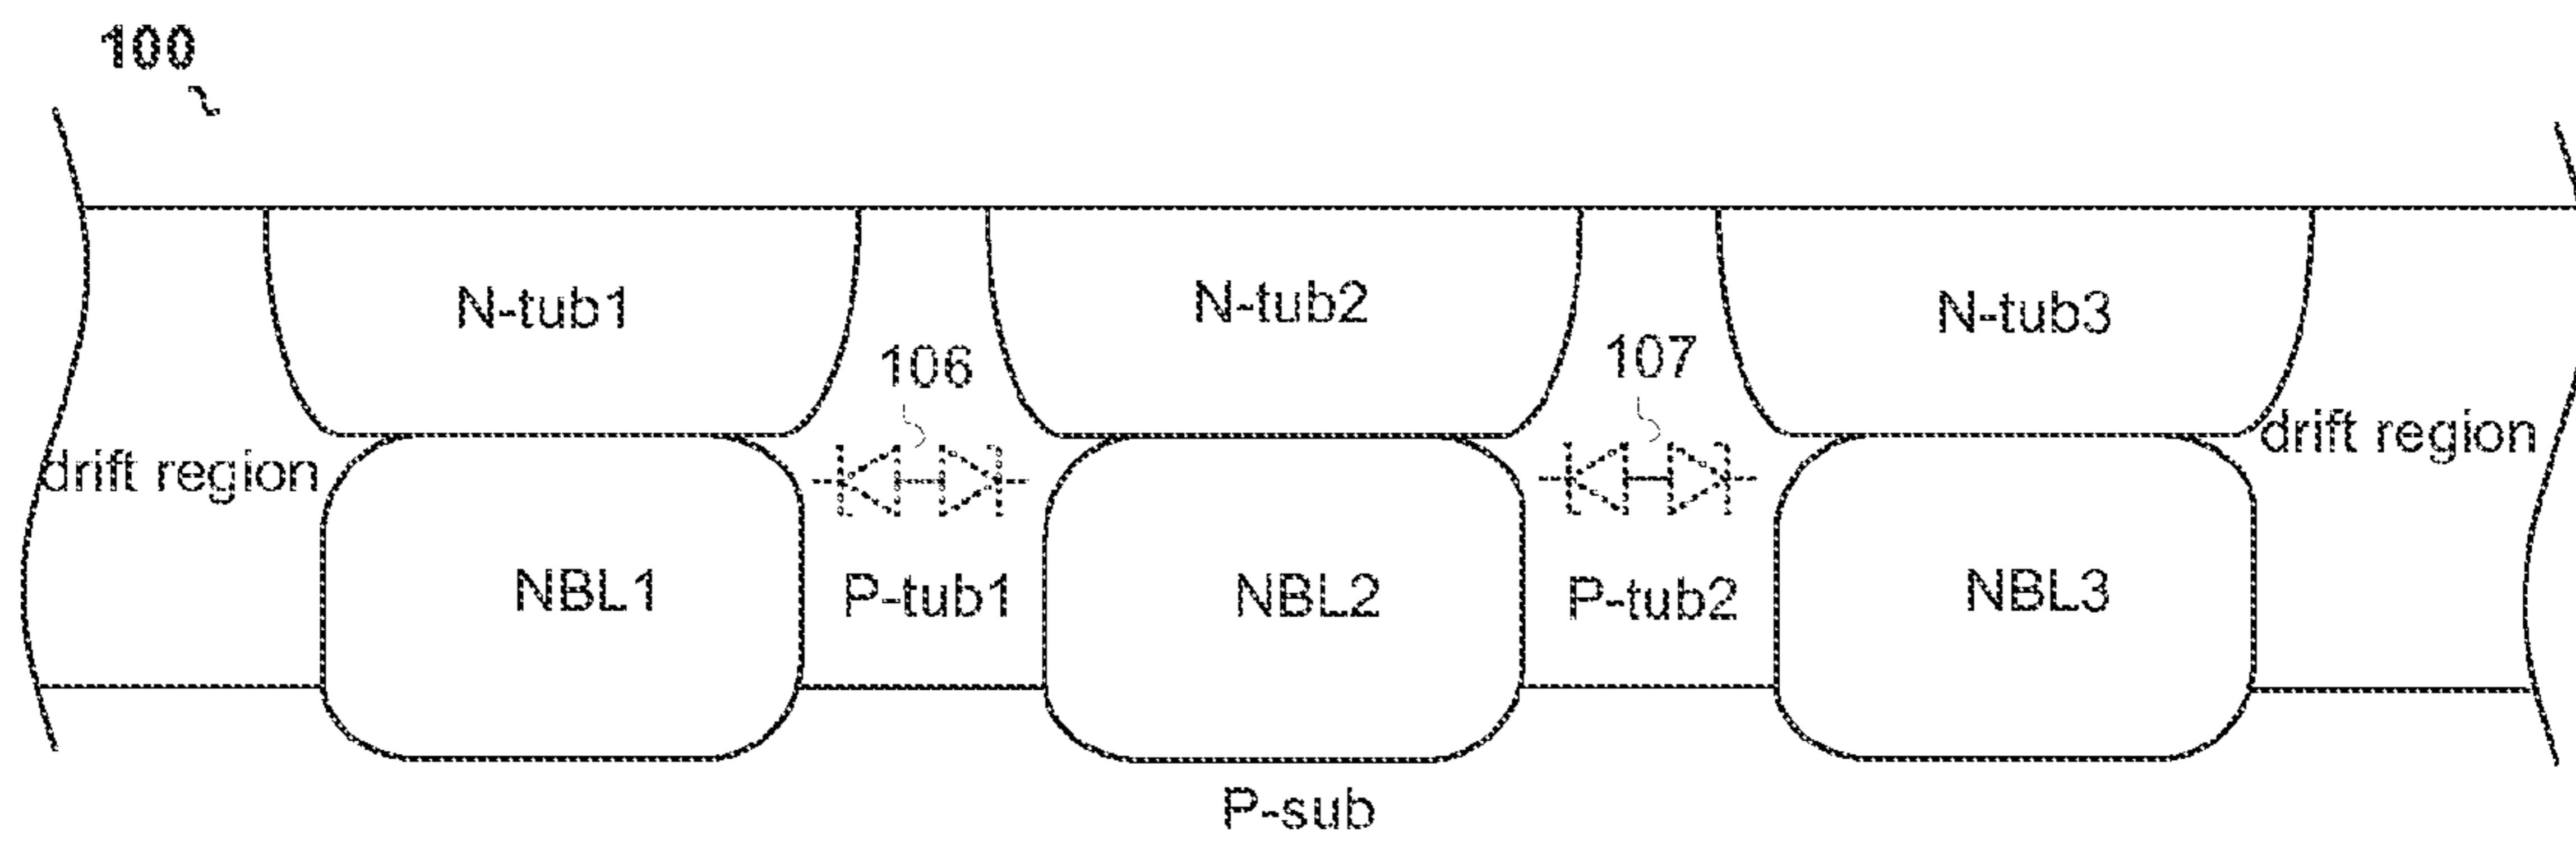 100
N-tub1
N-tub2
N-tub3
106
107
drift region
drift region
NBL1
P-tub1
NBL2
P-tub2
NBL3
P-sub